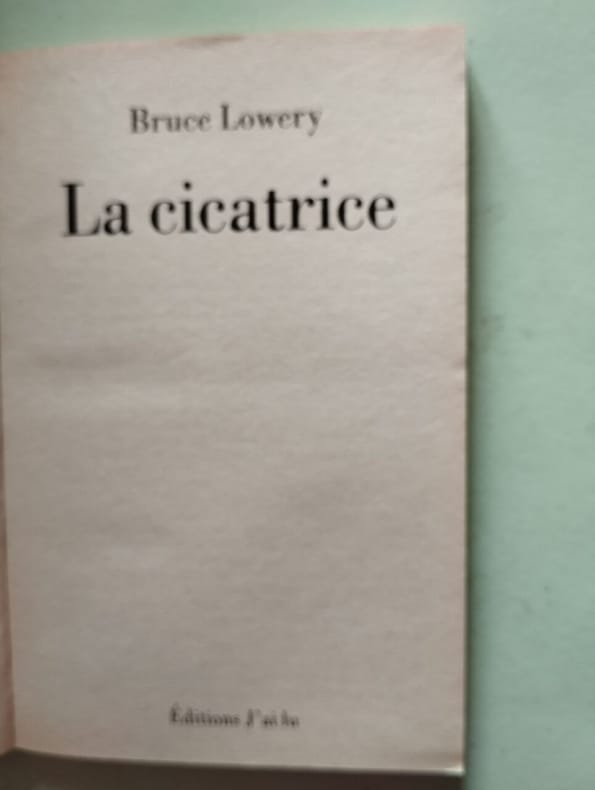 Bruce Lowery
La cicatrice
Éditions J'ai lu